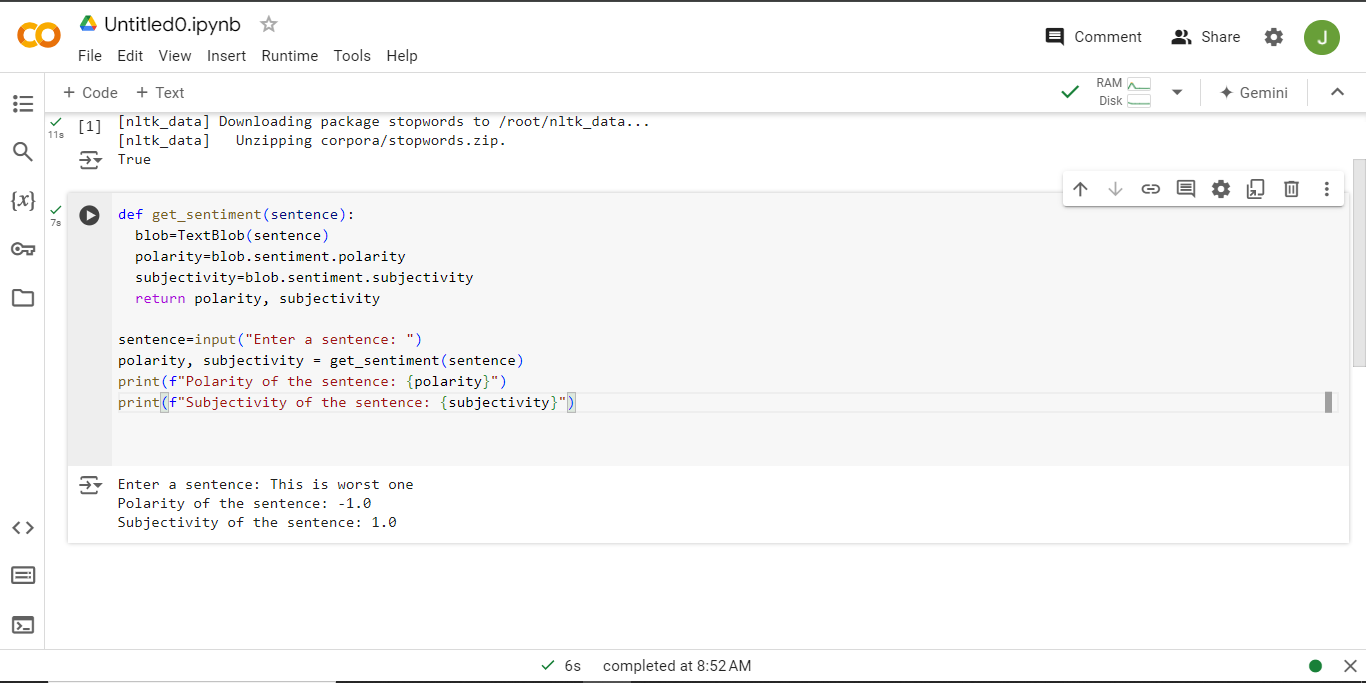 Untitled0.ipynb
File Edit View Insert Runtime Tools Help
Comment
Share
J
+ Code + Text
RAM
Disk
Gemini
11s
[1]
[nltk_data] Downloading package stopwords to /root/nltk_data...
[nltk_data]   Unzipping corpora/stopwords.zip.
True
{x}
7s
def get_sentiment(sentence):
  blob=TextBlob(sentence)
  polarity=blob.sentiment.polarity
  subjectivity=blob.sentiment.subjectivity
  return polarity, subjectivity
sentence=input("Enter a sentence: ")
polarity, subjectivity = get_sentiment(sentence)
print(f"Polarity of the sentence: {polarity}")
print(f"Subjectivity of the sentence: {subjectivity}")
Enter a sentence: This is worst one
Polarity of the sentence: -1.0
Subjectivity of the sentence: 1.0
6s completed at 8:52 AM